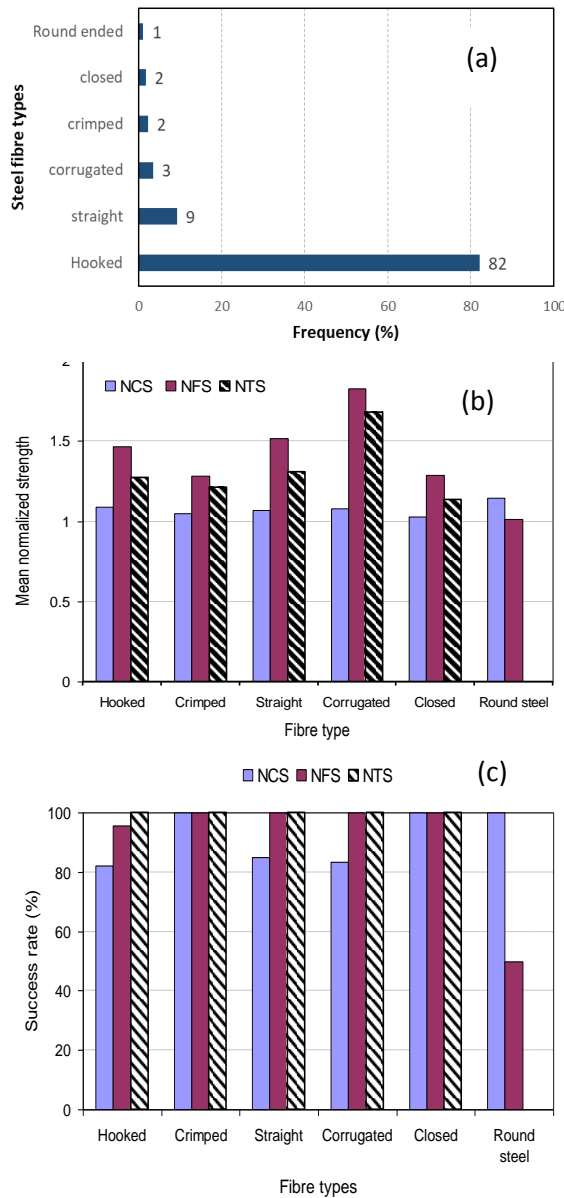 (a)
Steel fibre types
Round ended 1
closed 2
crimped 2
corrugated 3
straight 9
Hooked 82
0 20 40 60 80 100
Frequency (%)
(b)
NCS NFS NTS
Mean normalized strength
2
1.5
1
0.5
0
Hooked Crimped Straight Corrugated Closed Round steel
Fibre type
(c)
NCS NFS NTS
Success rate (%)
100
80
60
40
20
0
Hooked Crimped Straight Corrugated Closed Round
steel
Fibre types